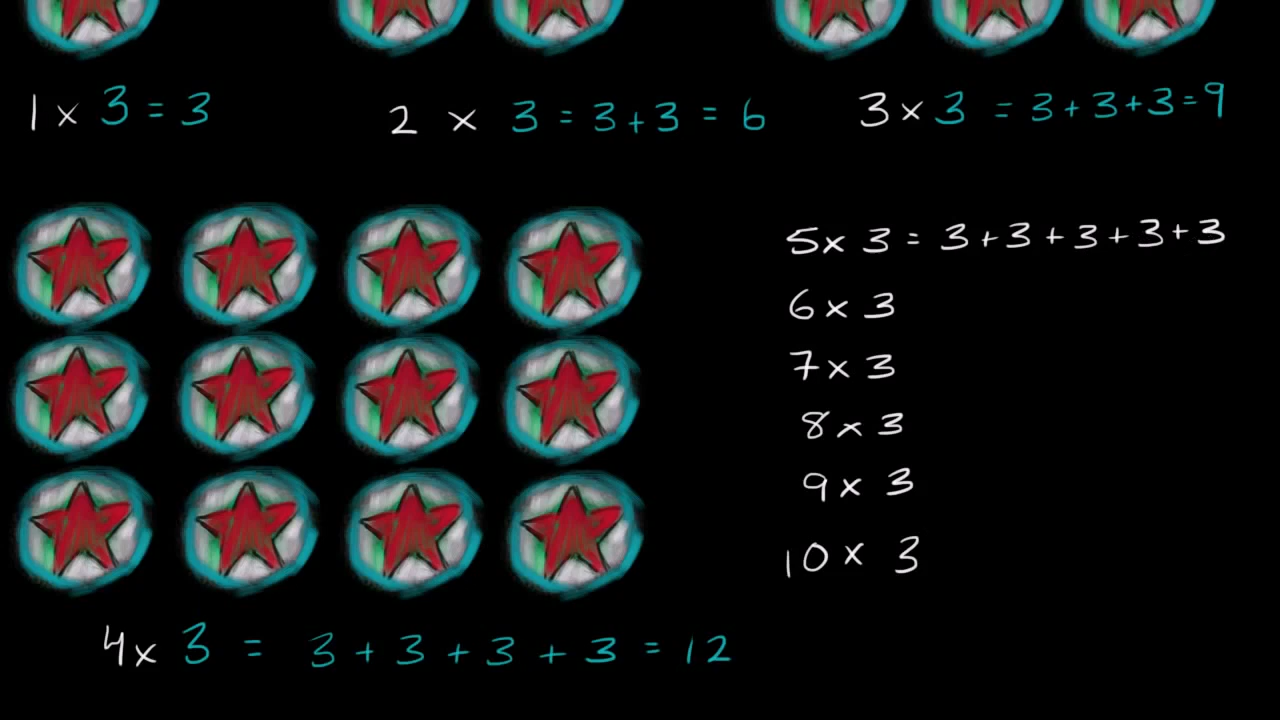 1 x 3 = 3
2 x 3 = 3 + 3 = 6
3 x 3 = 3 + 3 + 3 = 9
5 x 3 = 3 + 3 + 3 + 3 + 3
6 x 3
7 x 3
8 x 3
9 x 3
10 x 3
4 x 3 = 3 + 3 + 3 + 3 = 12